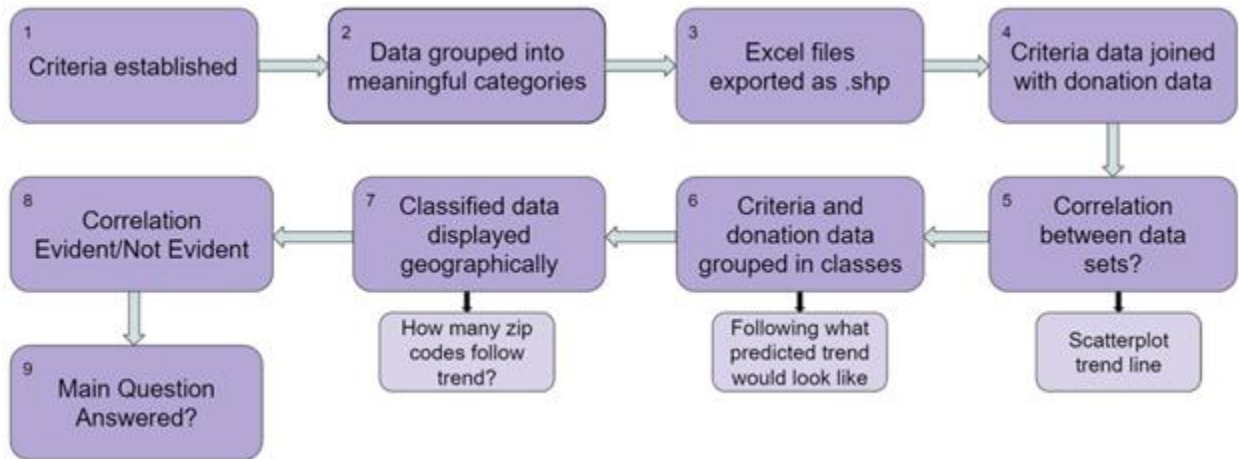 1
Criteria established
2
Data grouped into
meaningful categories
3
Excel files
exported as .shp
4
Criteria data joined
with donation data
5
Correlation
between data
sets?
Scatterplot
trend line
6
Criteria and
donation data
grouped in classes
Following what
predicted trend
would look like
7
Classified data
displayed
geographically
How many zip
codes follow
trend?
8
Correlation
Evident/Not Evident
9
Main Question
Answered?